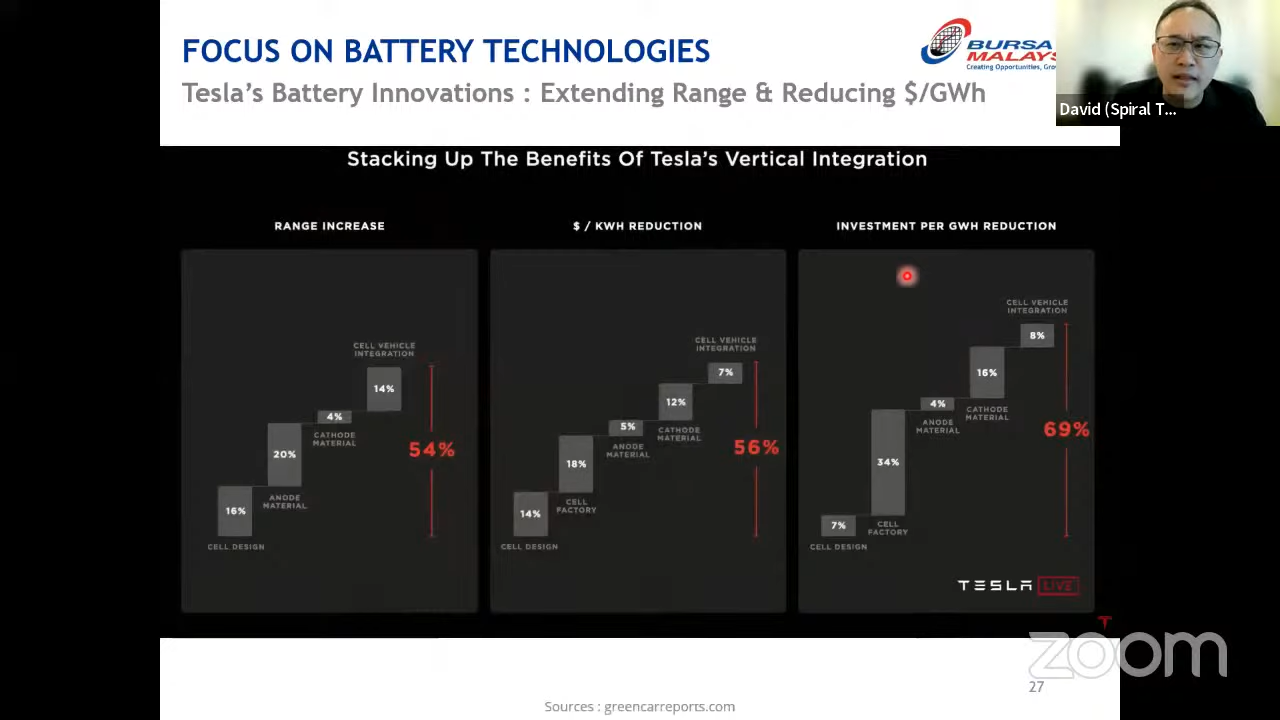 FOCUS ON BATTERY TECHNOLOGIES
Tesla's Battery Innovations : Extending Range & Reducing $/GWh
BURSA
MALAYS
Creating Opportunities, Grow
David (Spiral T...
Stacking Up The Benefits Of Tesla's Vertical Integration
RANGE INCREASE
CELL VEHICLE
INTEGRATION
14%
4%
CATHODE
MATERIAL
20%
ANODE
MATERIAL
16%
CELL DESIGN
54%
$ / KWH REDUCTION
CELL VEHICLE
INTEGRATION
7%
12%
CATHODE
MATERIAL
5%
ANODE
MATERIAL
18%
CELL
FACTORY
14%
CELL DESIGN
56%
INVESTMENT PER GWH REDUCTION
CELL VEHICLE
INTEGRATION
8%
16%
CATHODE
MATERIAL
4%
ANODE
MATERIAL
34%
CELL
FACTORY
7%
CELL DESIGN
69%
TESLA LIVE
zoom
27
Sources : greencarreports.com